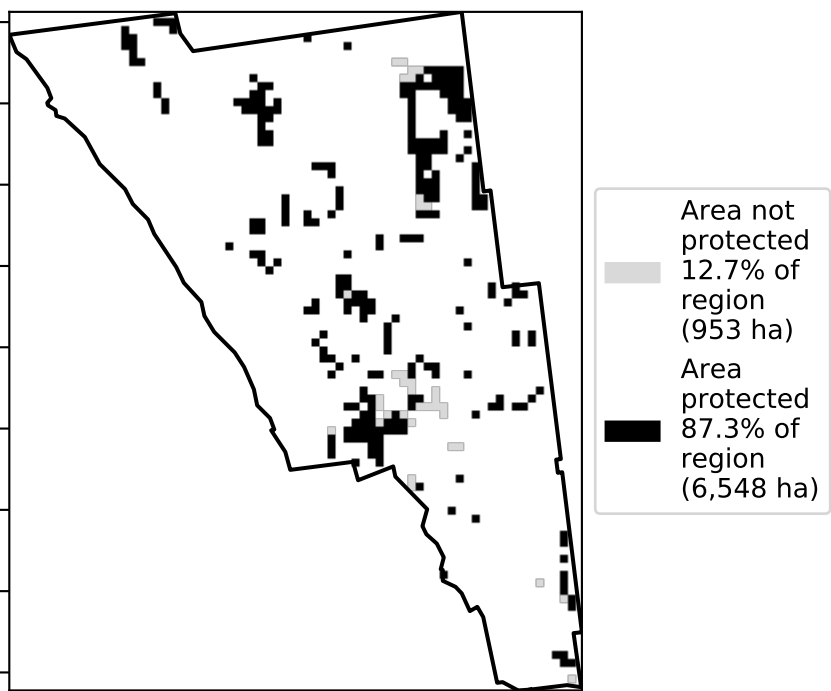 Area not
protected
12.7% of
region
(953 ha)
Area
protected
87.3% of
region
(6,548 ha)